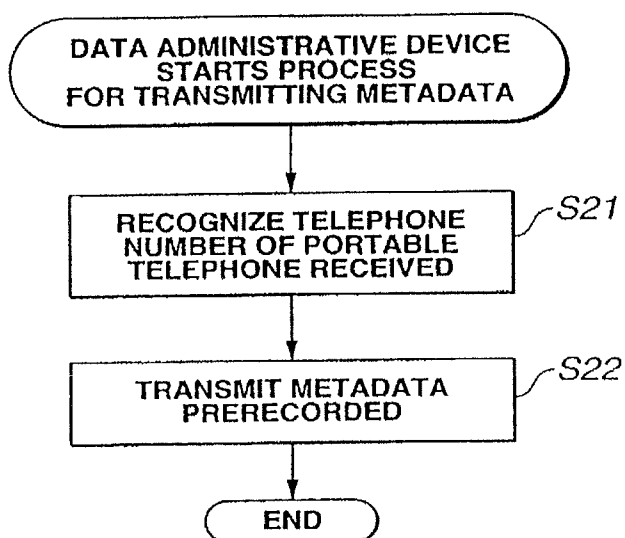 DATA ADMINISTRATIVE DEVICE
STARTS PROCESS
FOR TRANSMITTING METADATA
RECOGNIZE TELEPHONE
NUMBER OF PORTABLE
TELEPHONE RECEIVED
S21
TRANSMIT METADATA
PRERECORDED
S22
END